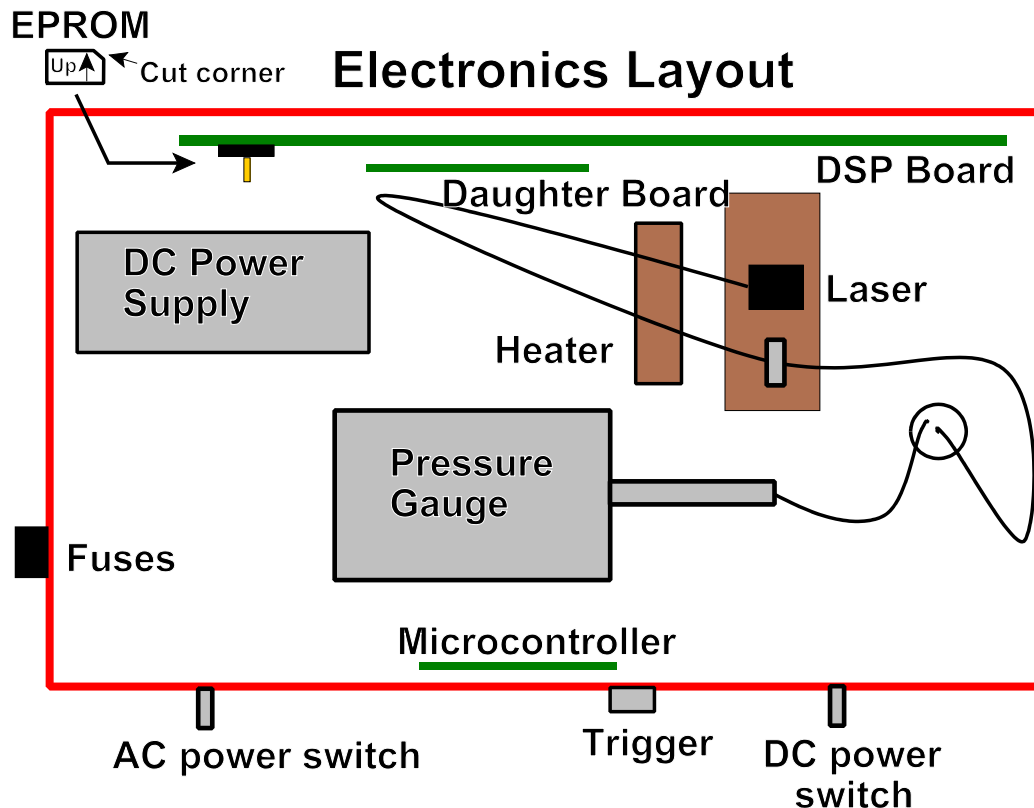 EPROM
Up
Cut corner
Electronics Layout
DSP Board
Daughter Board
DC Power
Supply
Laser
Heater
Pressure
Gauge
Fuses
Microcontroller
AC power switch
Trigger
DC power
switch